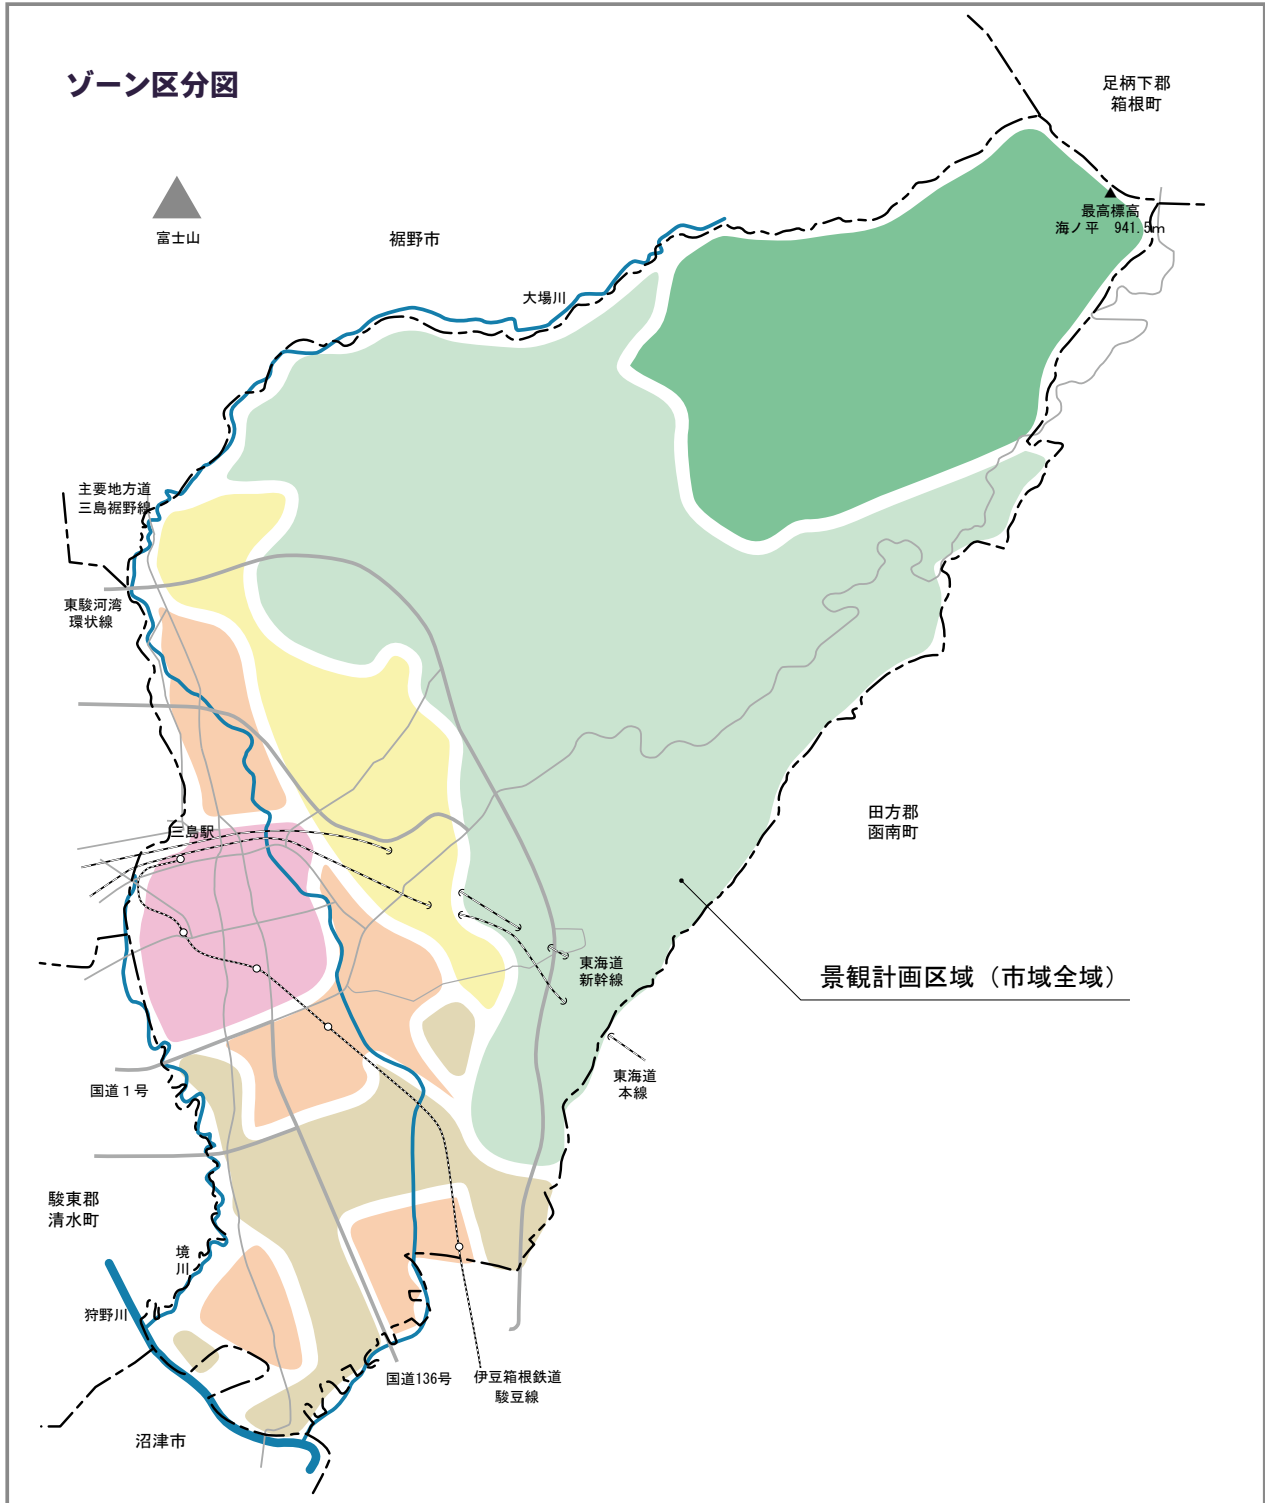 ゾーン区分図
足柄下郡
箱根町
富士山
裾野市
最高標高
海ノ平　941.5m
大場川
主要地方道
三島裾野線
東駿河湾
環状線
三島駅
田方郡
函南町
東海道
新幹線
景観計画区域（市域全域）
東海道
本線
国道１号
駿東郡
清水町
境川
狩野川
国道136号
伊豆箱根鉄道
駿豆線
沼津市